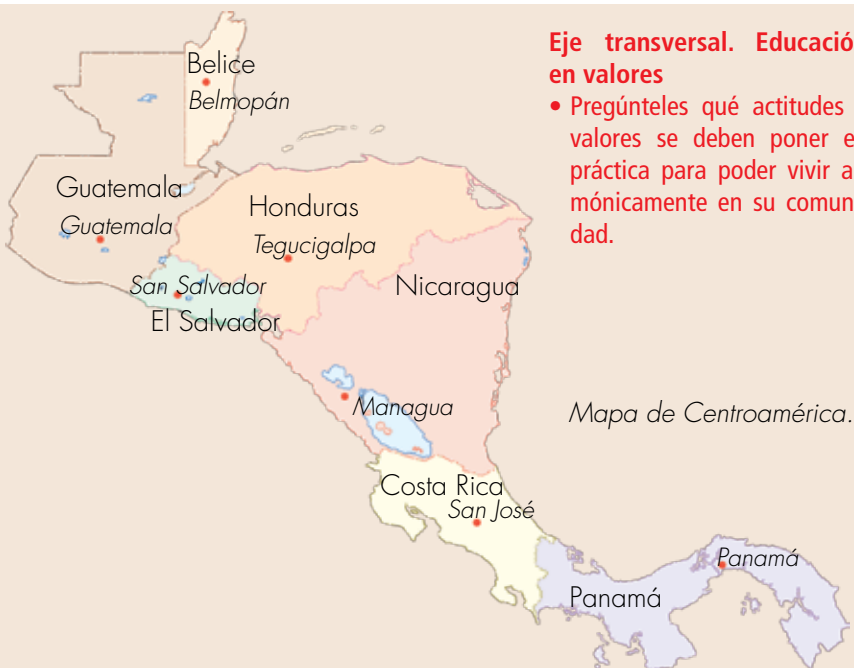 Eje transversal. Educació
en valores
• Pregúnteles qué actitudes
valores se deben poner e
práctica para poder vivir a
mónicamente en su comun
dad.
Belice
Belmopán
Guatemala
Guatemala
Honduras
Tegucigalpa
San Salvador
El Salvador
Nicaragua
Managua
Mapa de Centroamérica.
Costa Rica
San José
Panamá
Panamá